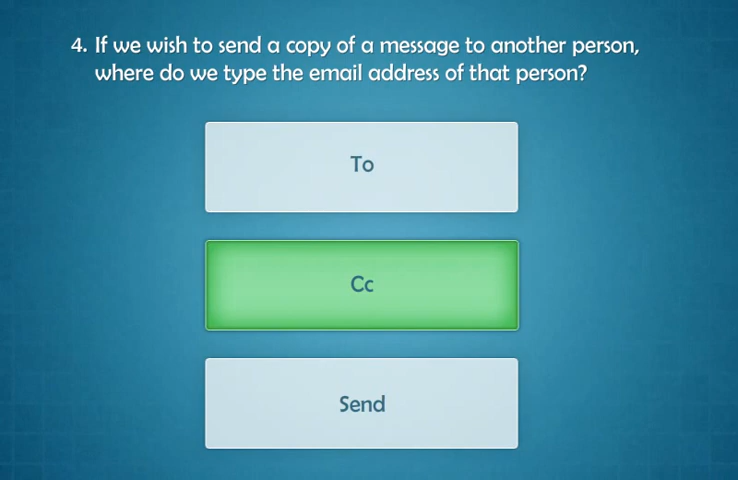 4. If we wish to send a copy of a message to another person,
where do we type the email address of that person?
To
Cc
Send